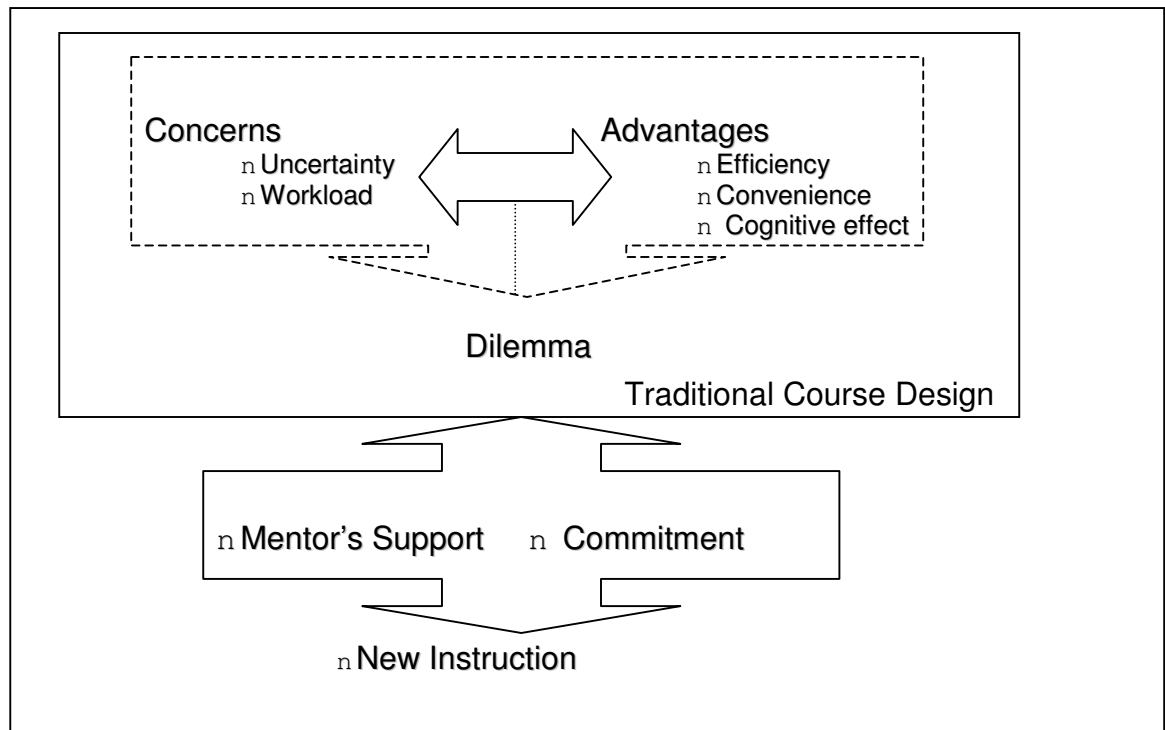 Concerns
n Uncertainty
n Workload
Advantages
n Efficiency
n Convenience
n Cognitive effect
Dilemma
Traditional Course Design
n Mentor’s Support n Commitment
n New Instruction